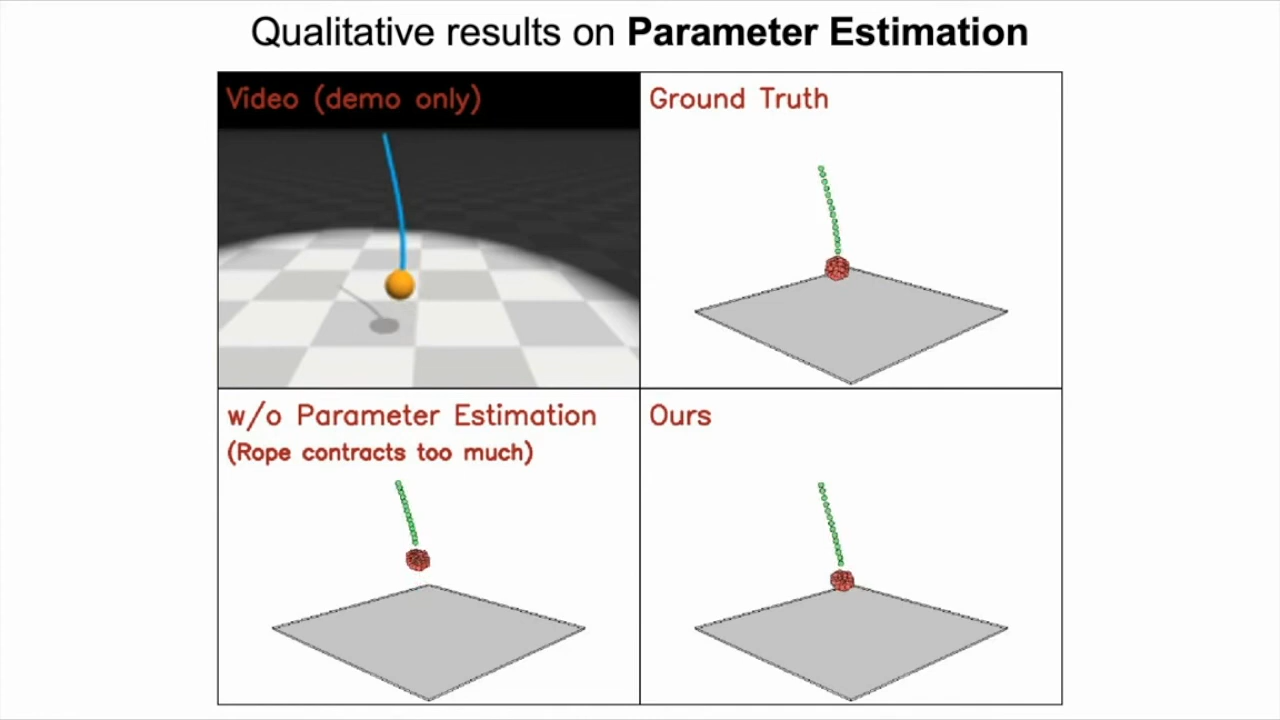 Qualitative results on Parameter Estimation
Video (demo only)
Ground Truth
w/o Parameter Estimation
(Rope contracts too much)
Ours